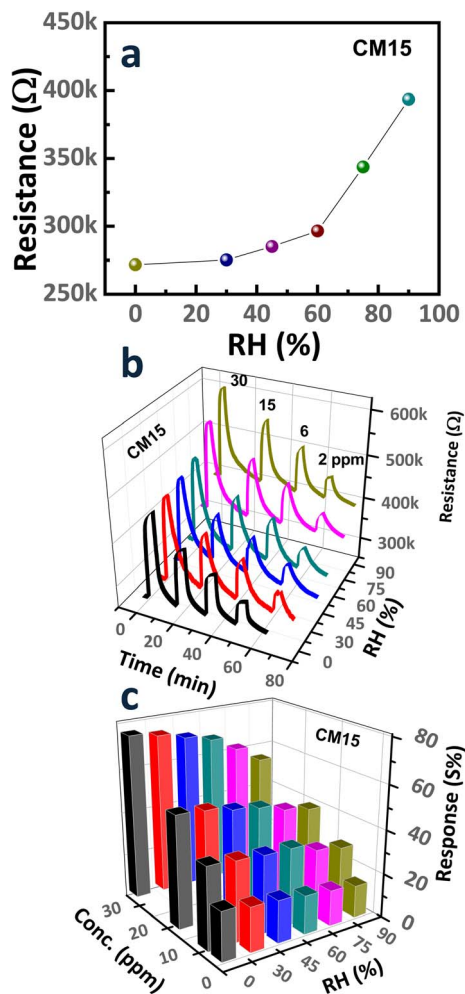 a
CM15
450k
400k
350k
300k
250k
0 20 40 60 80 100
Resistance (Ω)
RH (%)
b
CM15
30
15
6
2 ppm
600k
500k
400k
300k
Resistance (Ω)
90
75
60
45
30
0
RH (%)
0 20 40 60 80
Time (min)
c
CM15
80
60
40
20
0
Response (S%)
30
20
10
0
Conc. (ppm)
0 30 45 60 75 90
RH (%)